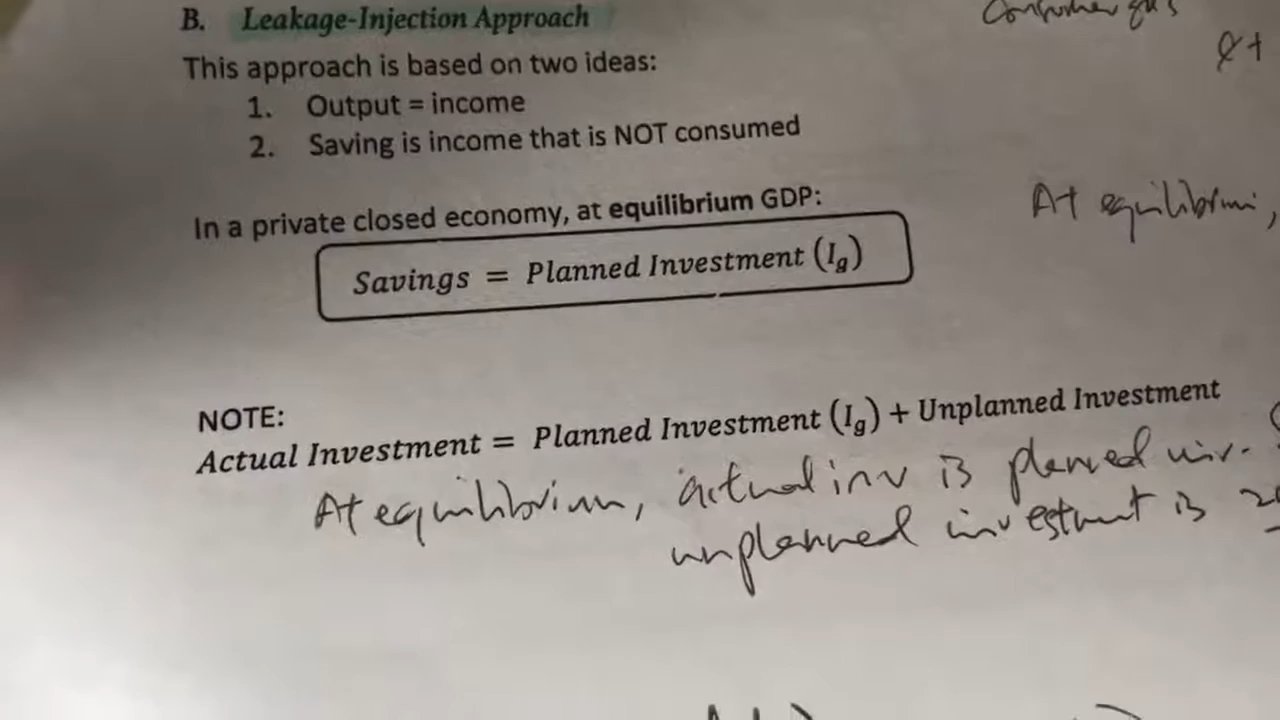 B. Leakage-Injection Approach
This approach is based on two ideas:
1. Output = income
2. Saving is income that is NOT consumed
In a private closed economy, at equilibrium GDP:
At equilibrium,
Savings = Planned Investment (Ig)
NOTE:
Actual Investment = Planned Investment (Ig) + Unplanned Investment
At equilibrium, actual inv is planned inv.
unplanned investment is